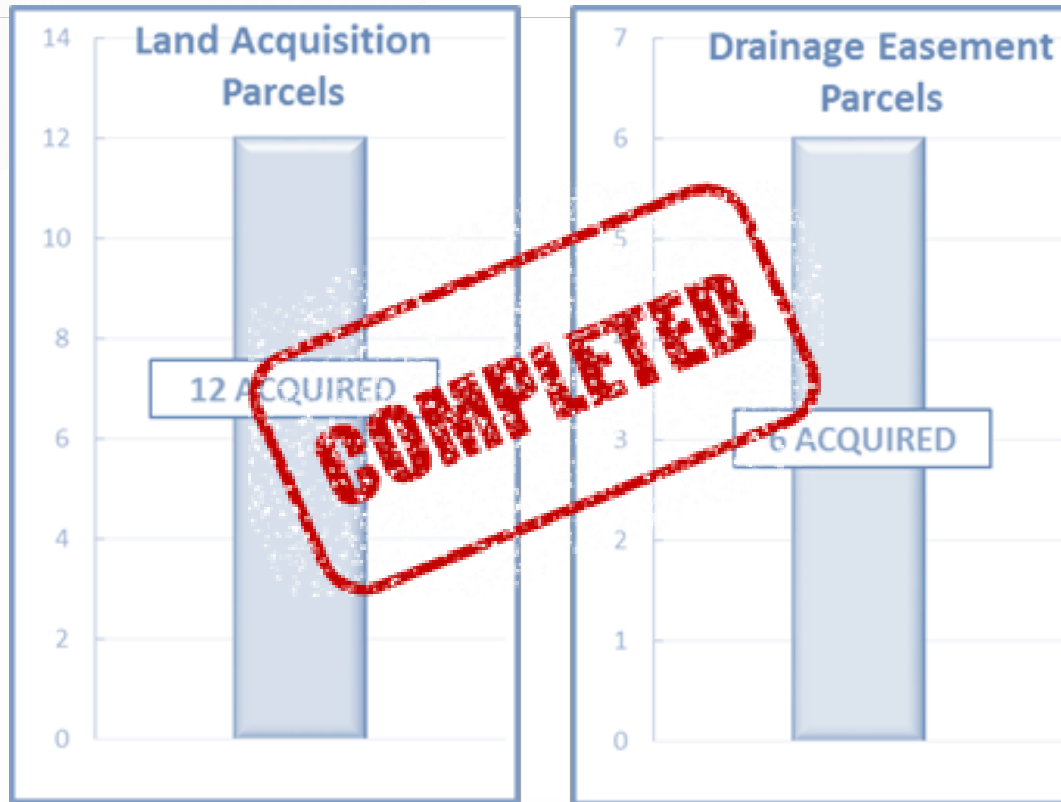 Land Acquisition
Parcels
14
12
10
8
6
4
2
0
12 ACQUIRED
Drainage Easement
Parcels
7
6
5
3
2
1
0
6 ACQUIRED
COMPLETED